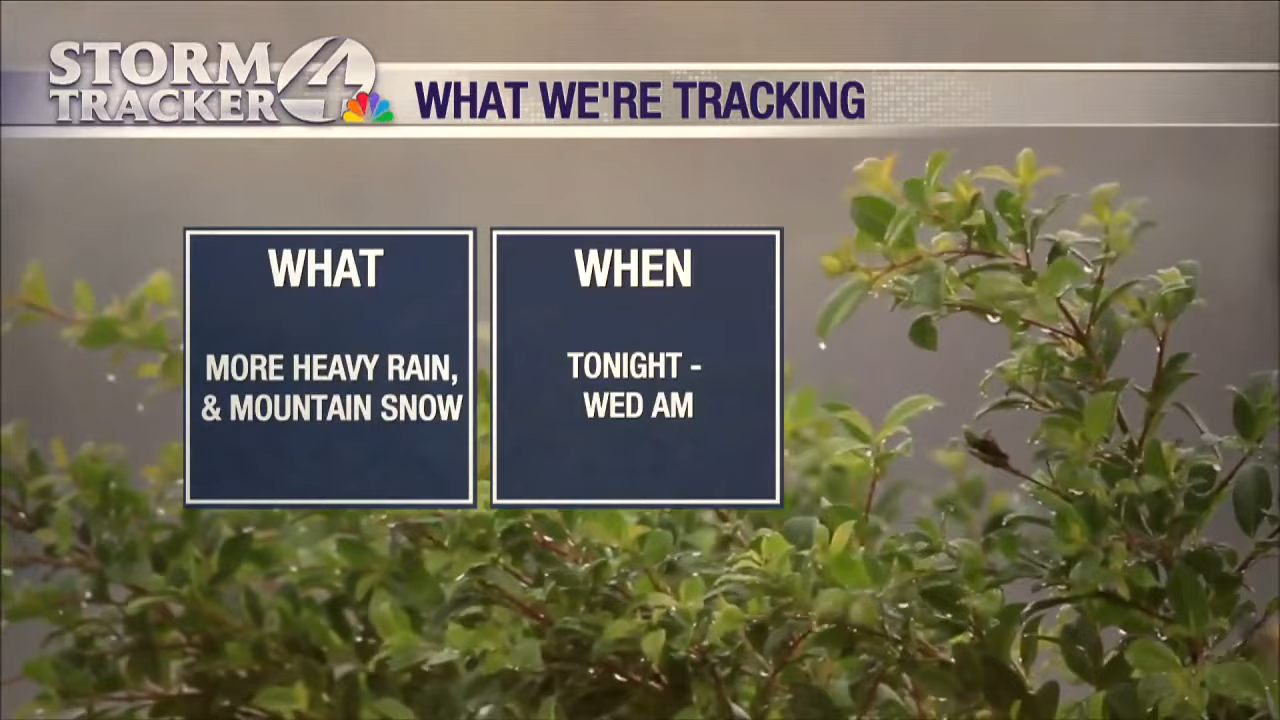 STORM
TRACKER 4
WHAT WE'RE TRACKING
WHAT
MORE HEAVY RAIN,
& MOUNTAIN SNOW
WHEN
TONIGHT -
WED AM